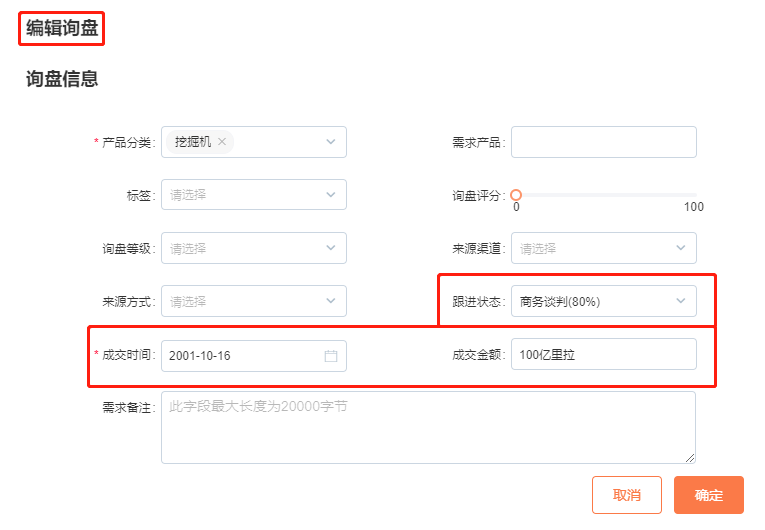 编辑询盘
询盘信息
* 产品分类: 挖掘机 × 需求产品:
标签: 请选择 询盘评分: 0 100
询盘等级: 请选择 来源渠道: 请选择
来源方式: 请选择 跟进状态: 商务谈判(80%)
* 成交时间: 2001-10-16 成交金额: 100亿里拉
需求备注: 此字段最大长度为20000字节
取消 确定